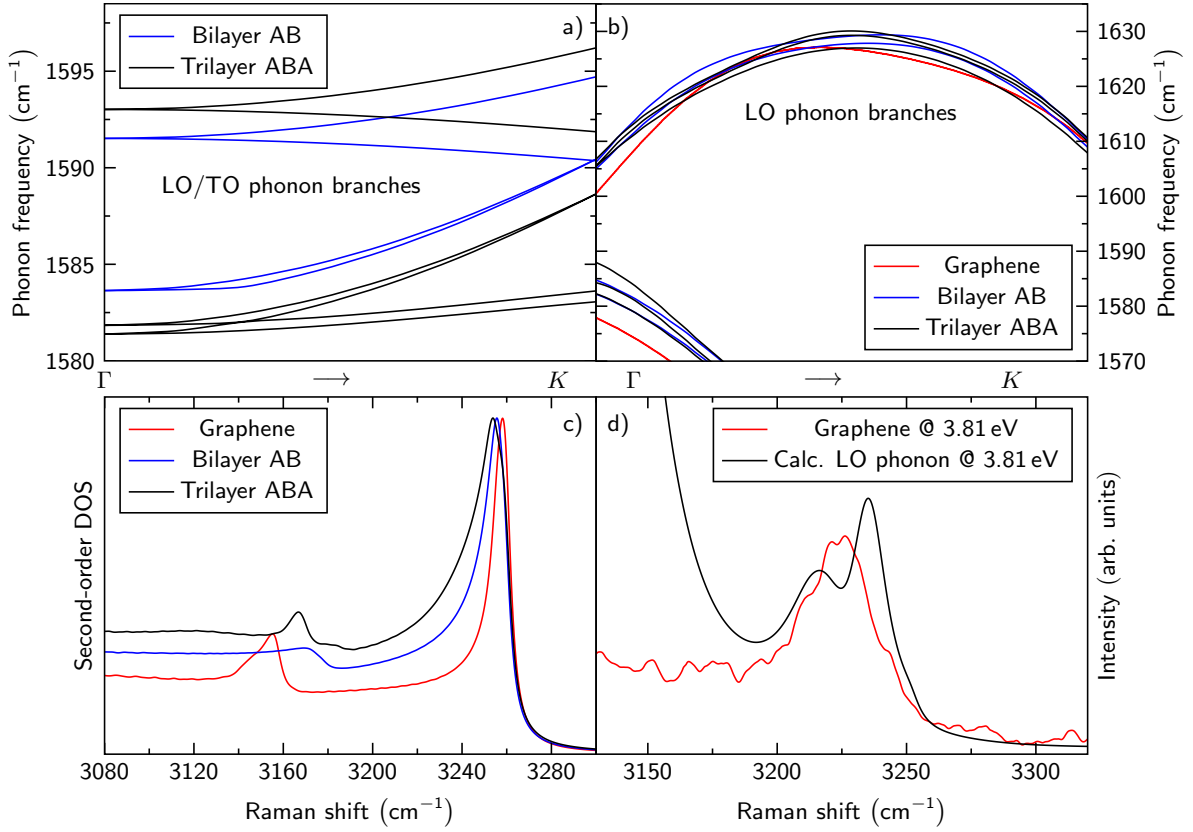 a)
Bilayer AB
Trilayer ABA
LO/TO phonon branches
Phonon frequency (cm⁻¹)
1595
1590
1585
1580
b)
LO phonon branches
Graphene
Bilayer AB
Trilayer ABA
1630
1620
1610
1600
1590
1580
1570
Phonon frequency (cm⁻¹)
Γ ⟶ K
Γ ⟶ K
c)
Graphene
Bilayer AB
Trilayer ABA
Second-order DOS
3080 3120 3160 3200 3240 3280
Raman shift (cm⁻¹)
d)
Graphene @ 3.81 eV
Calc. LO phonon @ 3.81 eV
Intensity (arb. units)
3150 3200 3250 3300
Raman shift (cm⁻¹)